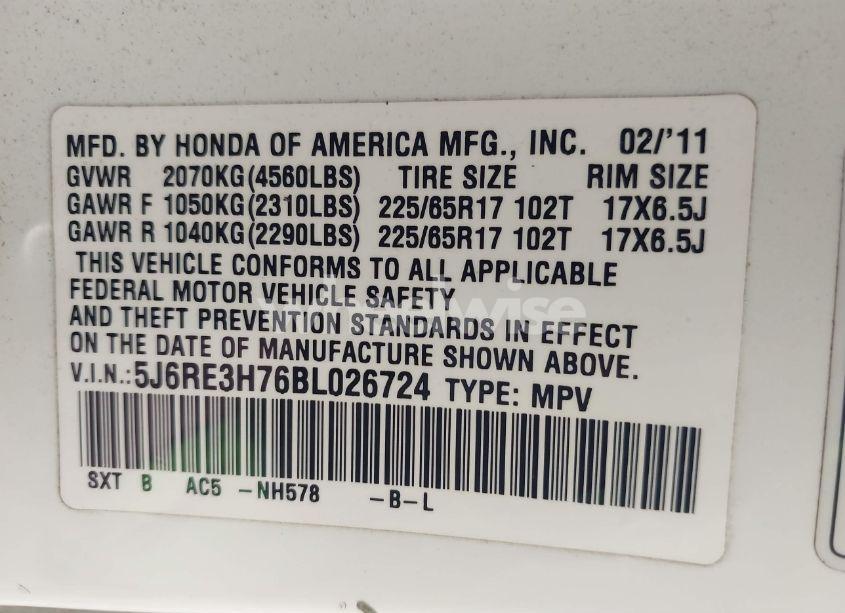 MFD. BY HONDA OF AMERICA MFG., INC. 02/'11
GVWR 2070KG(4560LBS) TIRE SIZE RIM SIZE
GAWR F 1050KG(2310LBS) 225/65R17 102T 17X6.5J
GAWR R 1040KG(2290LBS) 225/65R17 102T 17X6.5J
THIS VEHICLE CONFORMS TO ALL APPLICABLE
FEDERAL MOTOR VEHICLE SAFETY
AND THEFT PREVENTION STANDARDS IN EFFECT
ON THE DATE OF MANUFACTURE SHOWN ABOVE.
V.I.N.:5J6RE3H76BL026724 TYPE: MPV
SXT B AC5 -NH578 -B-L